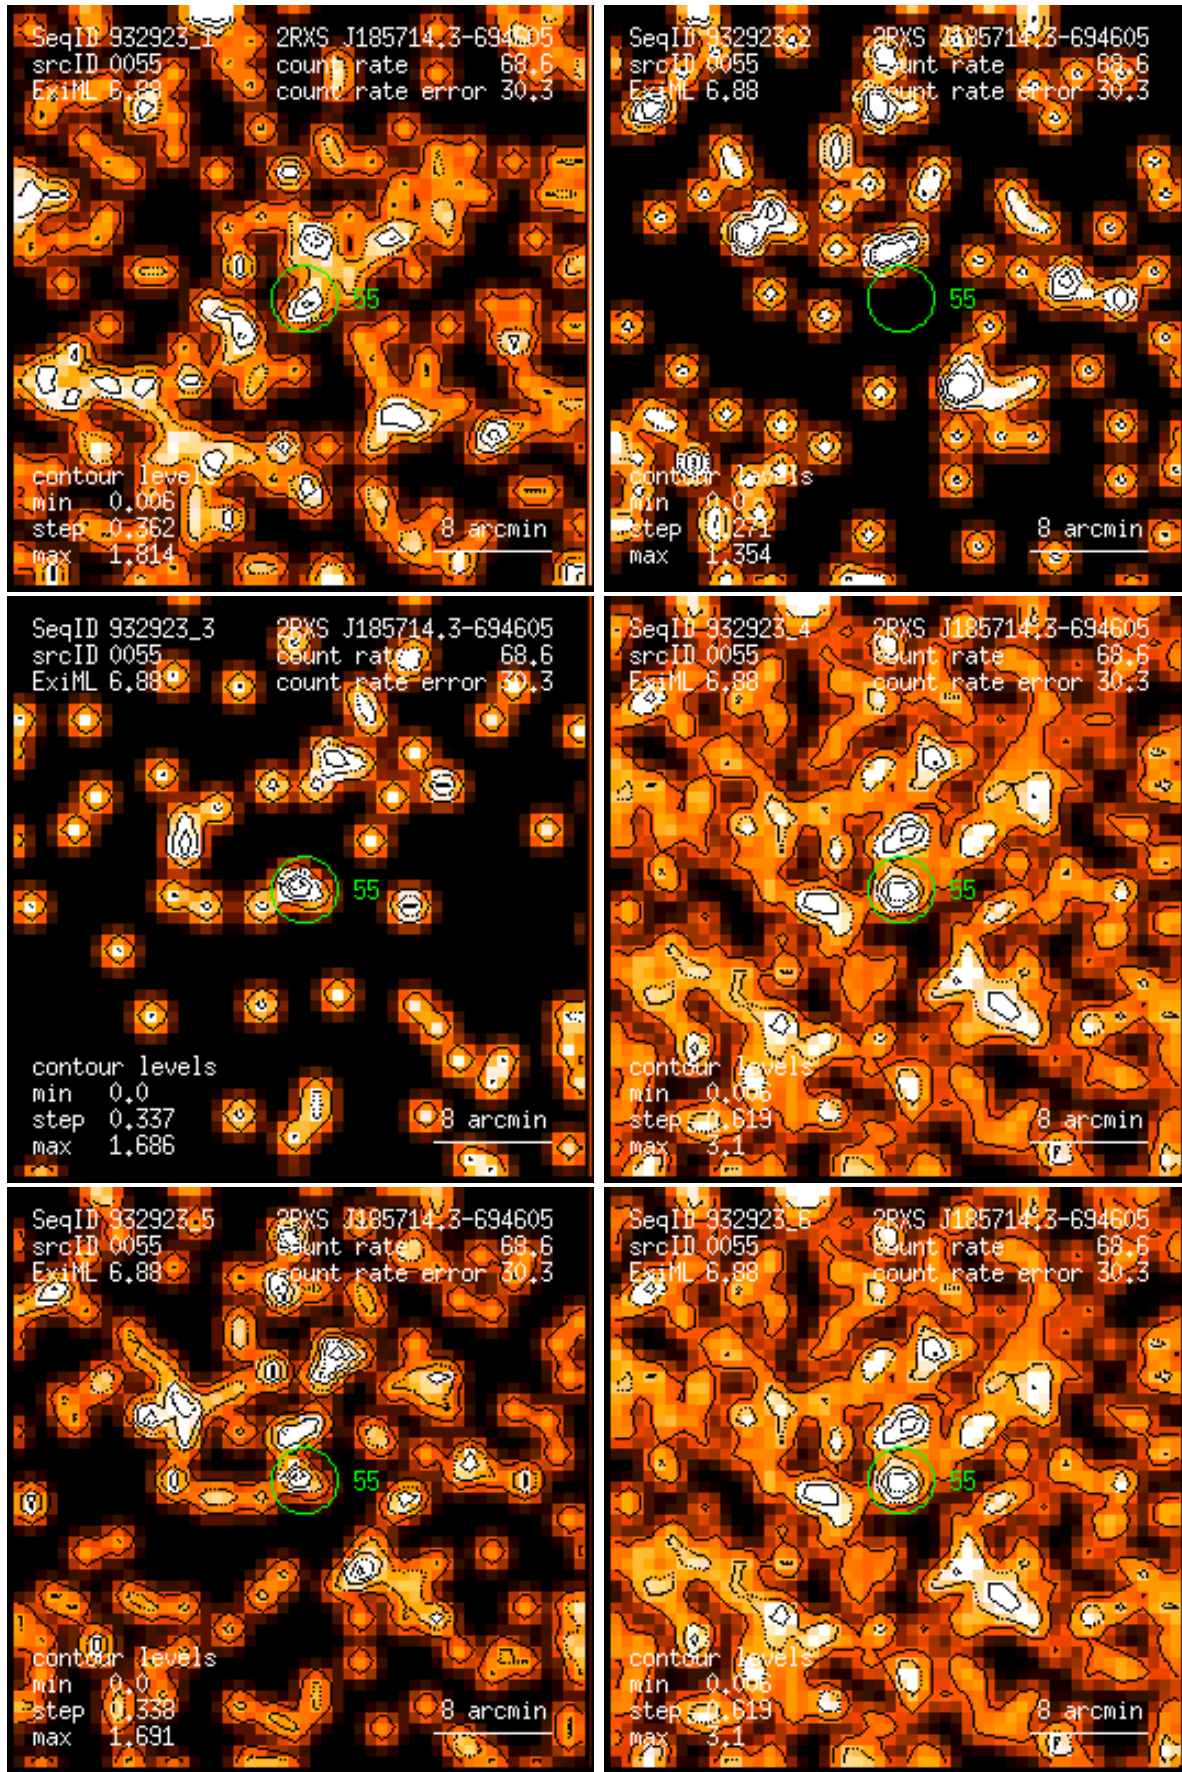 SeqID 932923_1 2RXS J185714.3-694605
srcID 0055 count rate 68.6
ExiML 6.88 count rate error 30.3
55
contour levels
min 0.006
step 0.362
max 1.814
8 arcmin
SeqID 932923_2 2RXS J185714.3-694605
srcID 0055 count rate 68.6
ExiML 6.88 count rate error 30.3
55
contour levels
min 0.0
step 0.271
max 1.354
8 arcmin
SeqID 932923_3 2RXS J185714.3-694605
srcID 0055 count rate 68.6
ExiML 6.88 count rate error 30.3
55
contour levels
min 0.0
step 0.337
max 1.686
8 arcmin
SeqID 932923_4 2RXS J185714.3-694605
srcID 0055 count rate 68.6
ExiML 6.88 count rate error 30.3
55
contour levels
min 0.006
step 0.619
max 3.1
8 arcmin
SeqID 932923_5 2RXS J185714.3-694605
srcID 0055 count rate 68.6
ExiML 6.88 count rate error 30.3
55
contour levels
min 0.0
step 0.338
max 1.691
8 arcmin
SeqID 932923_6 2RXS J185714.3-694605
srcID 0055 count rate 68.6
ExiML 6.88 count rate error 30.3
55
contour levels
min 0.006
step 0.619
max 3.1
8 arcmin